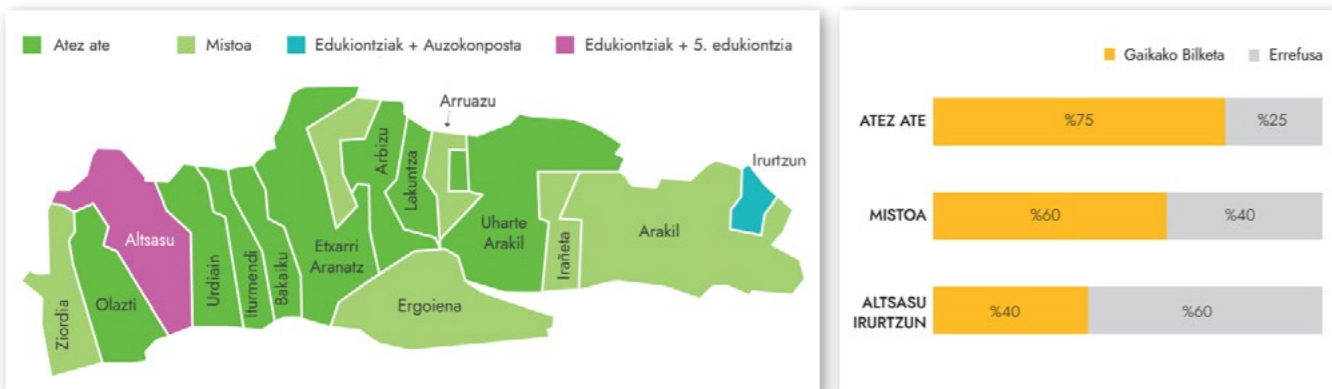 Atez ate
Mistoa
Edukiontziak + Auzokonposta
Edukiontziak + 5. edukiontzia
Arruazu
Irurtzun
Arbizu
Lakuntza
Altsasu
Uharte
Arakil
Arakil
Irañeta
Etxarri
Aranatz
Urdiain
Iturmendi
Bakaiku
Olazti
Ziordia
Ergoiena
Gaikako Bilketa
Errefusa
ATEZ ATE
%75
%25
MISTOA
%60
%40
ALTSASU
IRURTZUN
%40
%60